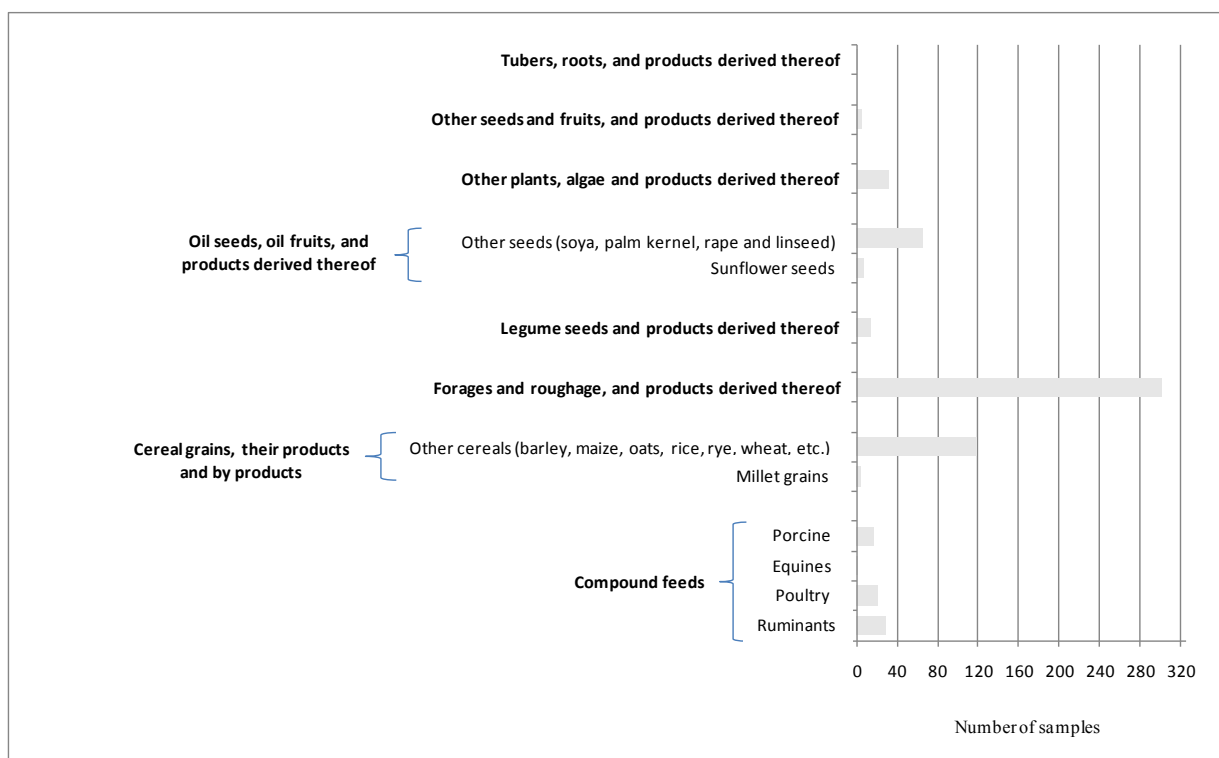 Tubers, roots, and products derived thereof
Other seeds and fruits, and products derived thereof
Other plants, algae and products derived thereof
Oil seeds, oil fruits, and
products derived thereof
Other seeds (soya, palm kernel, rape and linseed)
Sunflower seeds
Legume seeds and products derived thereof
Forages and roughage, and products derived thereof
Cereal grains, their products
and by products
Other cereals (barley, maize, oats, rice, rye, wheat, etc.)
Millet grains
Compound feeds
Porcine
Equines
Poultry
Ruminants
0 40 80 120 160 200 240 280 320
Number of samples